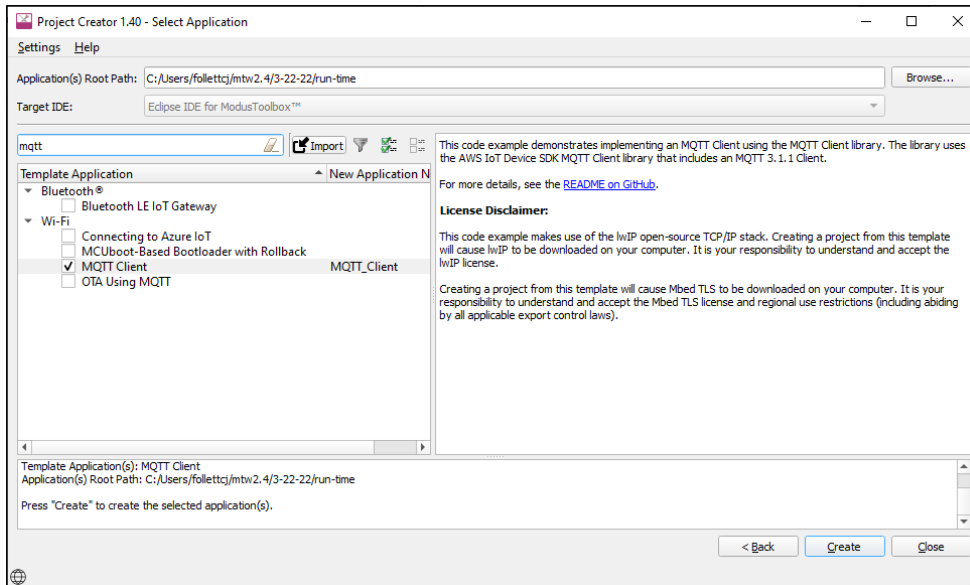 Project Creator 1.40 - Select Application
Settings Help
Application(s) Root Path: C:/Users/follettcj/mtw2.4/3-22-22/run-time Browse...
Target IDE: Eclipse IDE for ModusToolbox™
mqtt Import
Template Application New Application N
Bluetooth®
Bluetooth LE IoT Gateway
Wi-Fi
Connecting to Azure IoT
MCUboot-Based Bootloader with Rollback
MQTT Client MQTT_Client
OTA Using MQTT
This code example demonstrates implementing an MQTT Client using the MQTT Client library. The library uses
the AWS IoT Device SDK MQTT Client library that includes an MQTT 3.1.1 Client.
For more details, see the README on GitHub.
License Disclaimer:
This code example makes use of the lwIP open-source TCP/IP stack. Creating a project from this template
will cause lwIP to be downloaded on your computer. It is your responsibility to understand and accept the
lwIP license.
Creating a project from this template will cause Mbed TLS to be downloaded on your computer. It is your
responsibility to understand and accept the Mbed TLS license and regional use restrictions (including abiding
by all applicable export control laws).
Template Application(s): MQTT Client
Application(s) Root Path: C:/Users/follettcj/mtw2.4/3-22-22/run-time
Press "Create" to create the selected application(s).
< Back Create Close